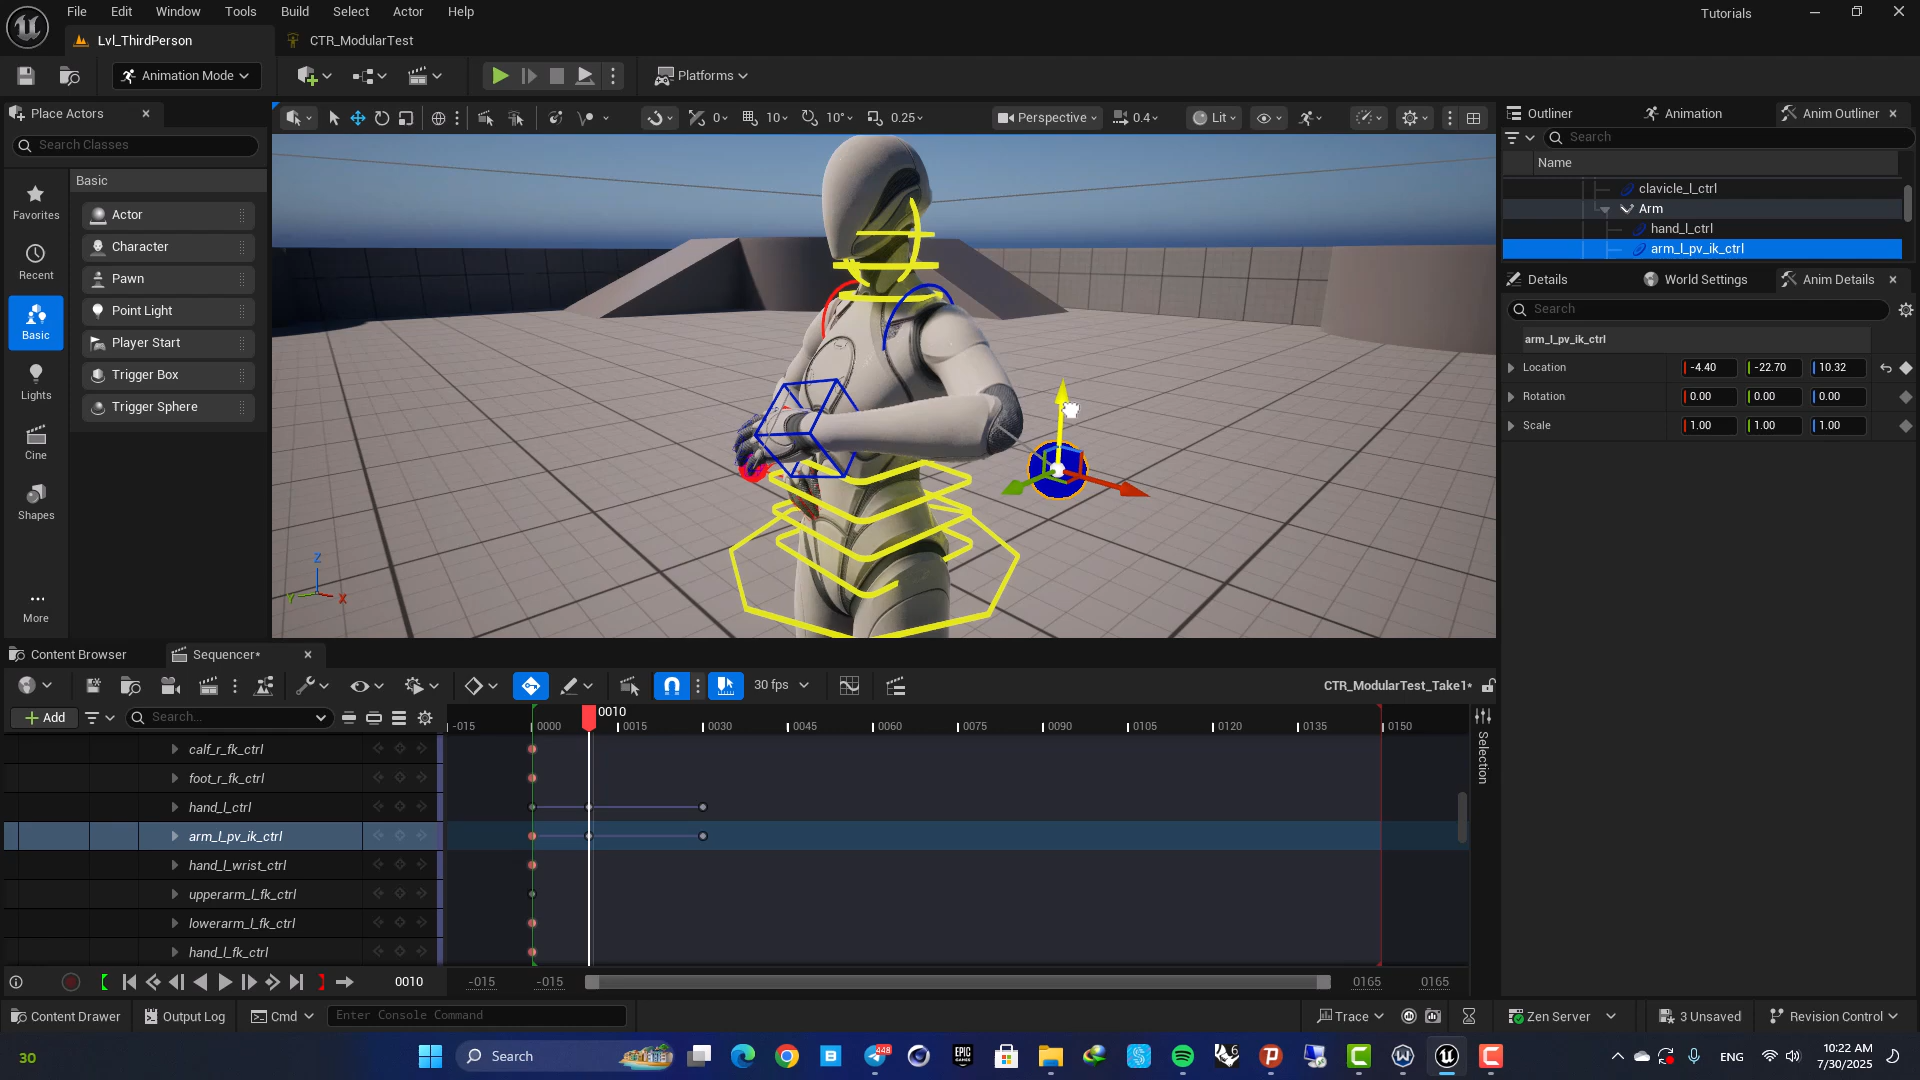 File Edit Window Tools Build Select Actor Help
Tutorials
Lvl_ThirdPerson
CTR_ModularTest
Animation Mode
Platforms
Place Actors
Search Classes
Favorites
Recent
Basic
Lights
Cine
Shapes
More
Basic
Actor
Character
Pawn
Point Light
Player Start
Trigger Box
Trigger Sphere
0
10
10°
0.25
Perspective
0.4
Lit
Z
Y
X
Outliner
Animation
Anim Outliner
Search
Name
clavicle_l_ctrl
Arm
hand_l_ctrl
arm_l_pv_ik_ctrl
Details
World Settings
Anim Details
Search
arm_l_pv_ik_ctrl
Location -4.40 -22.70 10.32
Rotation 0.00 0.00 0.00
Scale 1.00 1.00 1.00
Content Browser
Sequencer*
30 fps
CTR_ModularTest_Take1*
Add
Search...
0010
-015 0000 0015 0030 0045 0060 0075 0090 0105 0120 0135 0150
Selection
calf_r_fk_ctrl
foot_r_fk_ctrl
hand_l_ctrl
arm_l_pv_ik_ctrl
hand_l_wrist_ctrl
upperarm_l_fk_ctrl
lowerarm_l_fk_ctrl
hand_l_fk_ctrl
0010
-015 -015 0165 0165
Content Drawer
Output Log
Cmd
Enter Console Command
Trace
Zen Server
3 Unsaved
Revision Control
30
Search
448
EPIC GAMES
6
ENG
10:22 AM
7/30/2025